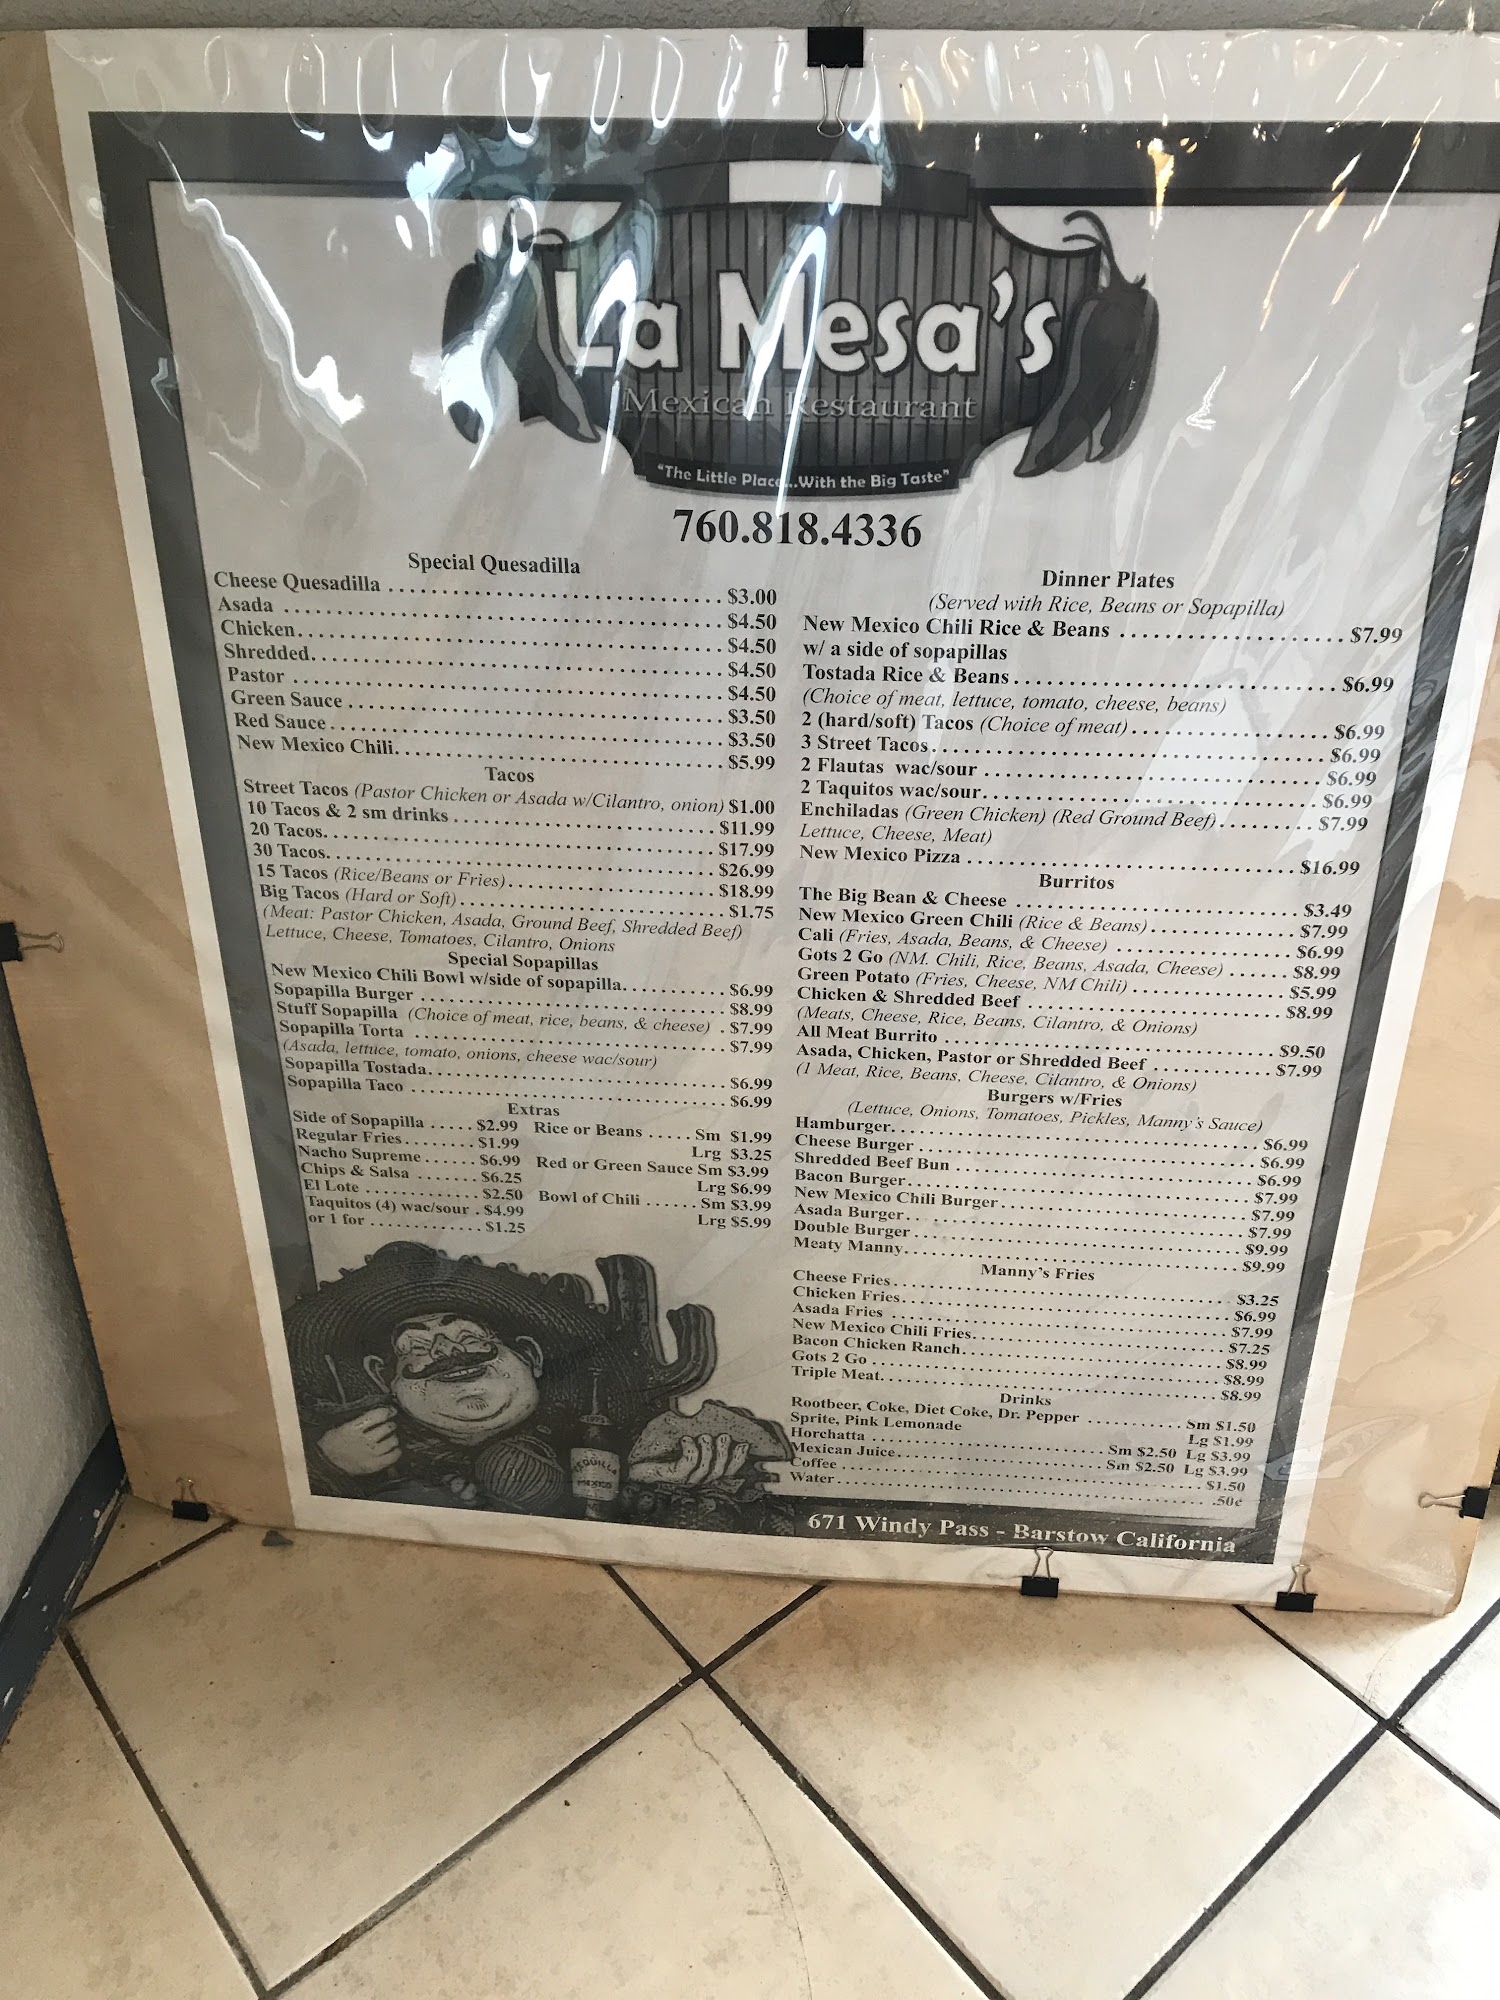 La Mesa's
Mexican Restaurant
"The Little Place...With the Big Taste"
760.818.4336
Special Quesadilla
Cheese Quesadilla ........ $3.00
Asada ........ $4.50
Chicken ........ $4.50
Shredded ........ $4.50
Pastor ........ $4.50
Green Sauce ........ $3.50
Red Sauce ........ $3.50
New Mexico Chili ........ $5.99
Tacos
Street Tacos (Pastor Chicken or Asada w/Cilantro, onion) $1.00
10 Tacos & 2 sm drinks ........ $11.99
20 Tacos ........ $17.99
30 Tacos ........ $26.99
15 Tacos (Rice/Beans or Fries) ........ $18.99
Big Tacos (Hard or Soft) ........ $1.75
(Meat: Pastor Chicken, Asada, Ground Beef, Shredded Beef)
Lettuce, Cheese, Tomatoes, Cilantro, Onions
Special Sopapillas
New Mexico Chili Bowl w/side of sopapilla ........ $6.99
Sopapilla Burger ........ $8.99
Stuff Sopapilla (Choice of meat, rice, beans, & cheese) . $7.99
Sopapilla Torta ........ $7.99
(Asada, lettuce, tomato, onions, cheese wac/sour)
Sopapilla Tostada ........ $6.99
Sopapilla Taco ........ $6.99
Extras
Side of Sopapilla ..... $2.99
Regular Fries ........ $1.99
Nacho Supreme ...... $6.99
Chips & Salsa ....... $6.25
El Lote ............ $2.50
Taquitos (4) wac/sour . $4.99
or 1 for ............ $1.25
Rice or Beans ..... Sm $1.99
Lrg $3.25
Red or Green Sauce Sm $3.99
Lrg $6.99
Bowl of Chili ...... Sm $3.99
Lrg $5.99
Dinner Plates
(Served with Rice, Beans or Sopapilla)
New Mexico Chili Rice & Beans ........ $7.99
w/ a side of sopapillas
Tostada Rice & Beans ........ $6.99
(Choice of meat, lettuce, tomato, cheese, beans)
2 (hard/soft) Tacos (Choice of meat) ........ $6.99
3 Street Tacos ........ $6.99
2 Flautas wac/sour ........ $6.99
2 Taquitos wac/sour ........ $6.99
Enchiladas (Green Chicken) (Red Ground Beef) ........ $7.99
Lettuce, Cheese, Meat)
New Mexico Pizza ........ $16.99
Burritos
The Big Bean & Cheese ........ $3.49
New Mexico Green Chili (Rice & Beans) ........ $7.99
Cali (Fries, Asada, Beans, & Cheese) ........ $6.99
Gots 2 Go (NM. Chili, Rice, Beans, Asada, Cheese) ...... $8.99
Green Potato (Fries, Cheese, NM Chili) ........ $5.99
Chicken & Shredded Beef ........ $8.99
(Meats, Cheese, Rice, Beans, Cilantro, & Onions)
All Meat Burrito ........ $9.50
Asada, Chicken, Pastor or Shredded Beef ........ $7.99
(1 Meat, Rice, Beans, Cheese, Cilantro, & Onions)
Burgers w/Fries
(Lettuce, Onions, Tomatoes, Pickles, Manny's Sauce)
Hamburger ........ $6.99
Cheese Burger ........ $6.99
Shredded Beef Bun ........ $6.99
Bacon Burger ........ $7.99
New Mexico Chili Burger ........ $7.99
Asada Burger ........ $7.99
Double Burger ........ $9.99
Meaty Manny ........ $9.99
Manny's Fries
Cheese Fries ........ $3.25
Chicken Fries ........ $6.99
Asada Fries ........ $7.99
New Mexico Chili Fries ........ $7.25
Bacon Chicken Ranch ........ $8.99
Gots 2 Go ........ $8.99
Triple Meat ........ $8.99
Drinks
Rootbeer, Coke, Diet Coke, Dr. Pepper .......... Sm $1.50
Sprite, Pink Lemonade Lg $1.99
Horchatta ........ Sm $2.50 Lg $3.99
Mexican Juice ........ Sm $2.50 Lg $3.99
Coffee ........ $1.50
Water ........ .50¢
TEQUILLA
MEXICO
671 Windy Pass - Barstow California